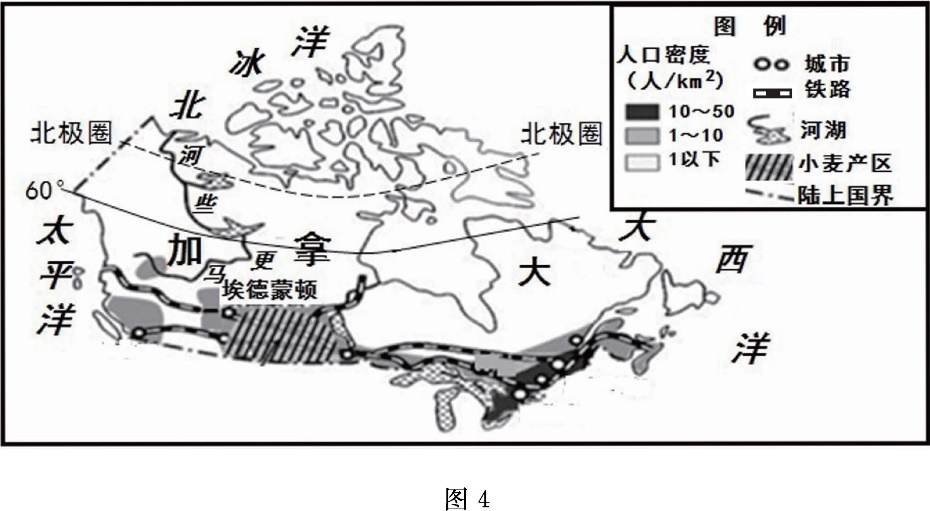 北冰洋
北极圈
北极圈
60°
太平洋
加拿大
马更些河
埃德蒙顿
大西洋
图 例
人口密度
(人/km²)
10～50
1～10
1以下
城市
铁路
河湖
小麦产区
陆上国界
图 4